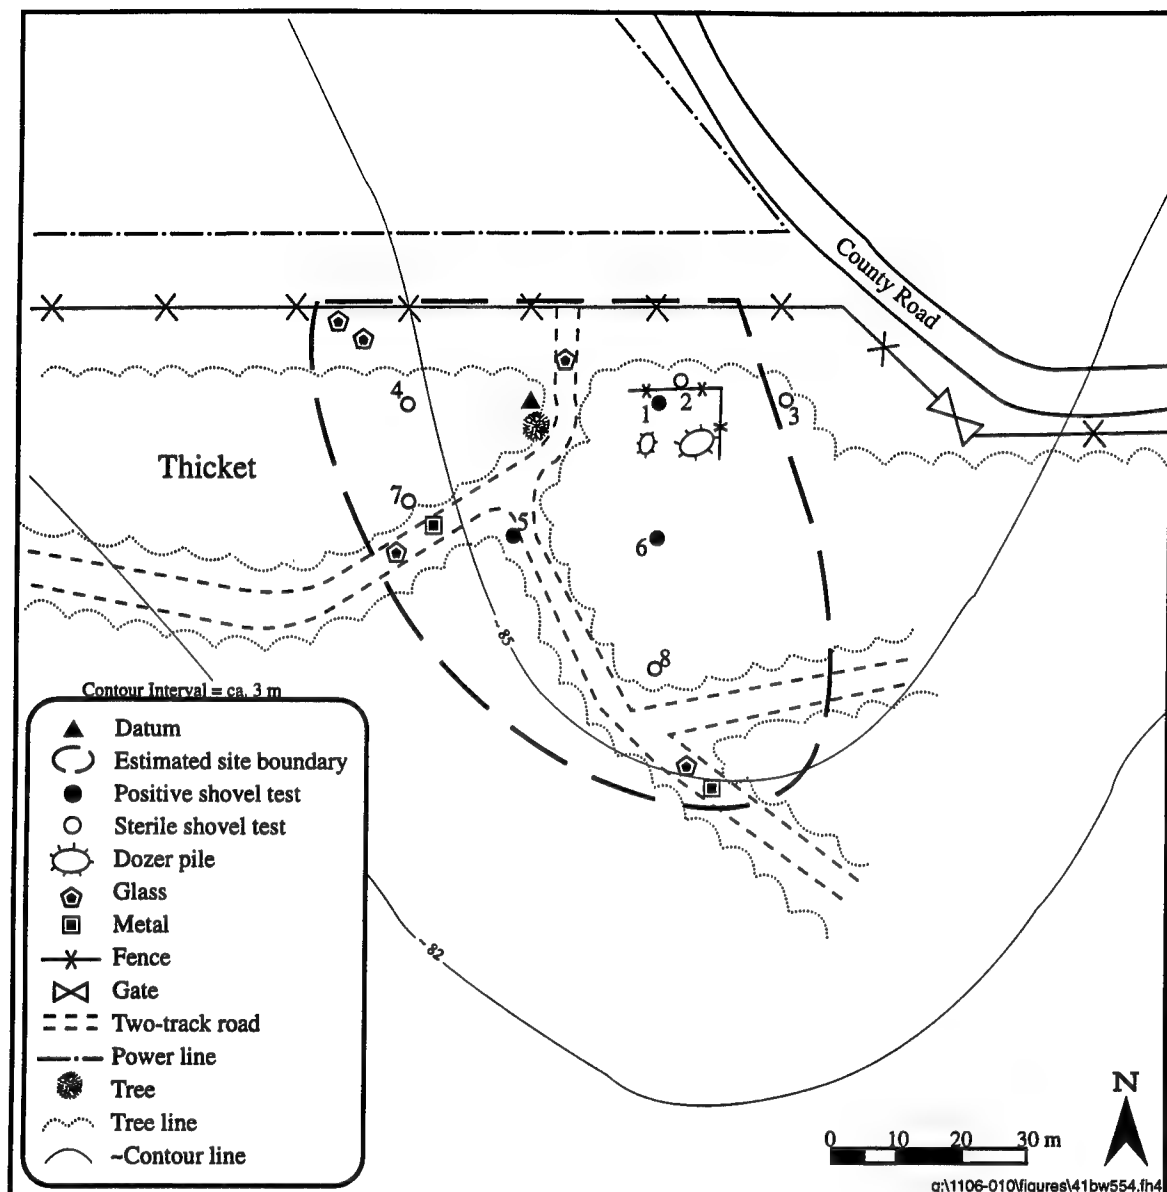 County Road
4
1
2
3
Thicket
7
5
6
- 85
8
Contour Interval = ca. 3 m
Datum
Estimated site boundary
Positive shovel test
Sterile shovel test
Dozer pile
Glass
Metal
Fence
Gate
Two-track road
Power line
Tree
Tree line
~Contour line
- 82
N
0 10 20 30 m
g:\1106-010\figures\41bw554.fh4